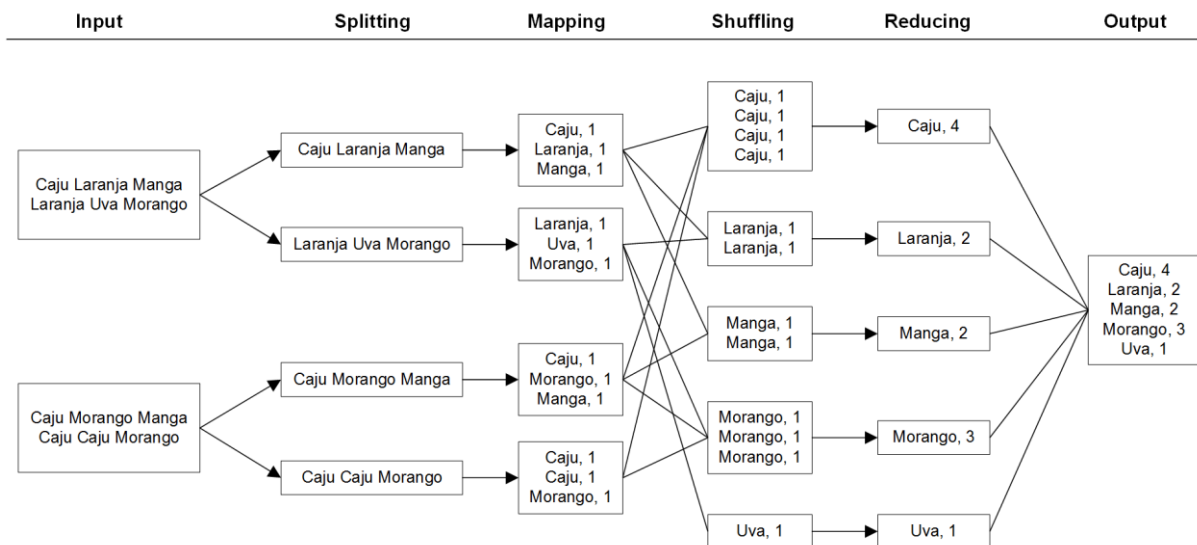 Input
Splitting
Mapping
Shuffling
Reducing
Output
Caju Laranja Manga
Laranja Uva Morango
Caju Morango Manga
Caju Caju Morango
Caju Laranja Manga
Laranja Uva Morango
Caju Morango Manga
Caju Caju Morango
Caju, 1
Laranja, 1
Manga, 1
Laranja, 1
Uva, 1
Morango, 1
Caju, 1
Morango, 1
Manga, 1
Caju, 1
Caju, 1
Morango, 1
Caju, 1
Caju, 1
Caju, 1
Caju, 1
Laranja, 1
Laranja, 1
Manga, 1
Manga, 1
Morango, 1
Morango, 1
Morango, 1
Uva, 1
Caju, 4
Laranja, 2
Manga, 2
Morango, 3
Uva, 1
Caju, 4
Laranja, 2
Manga, 2
Morango, 3
Uva, 1